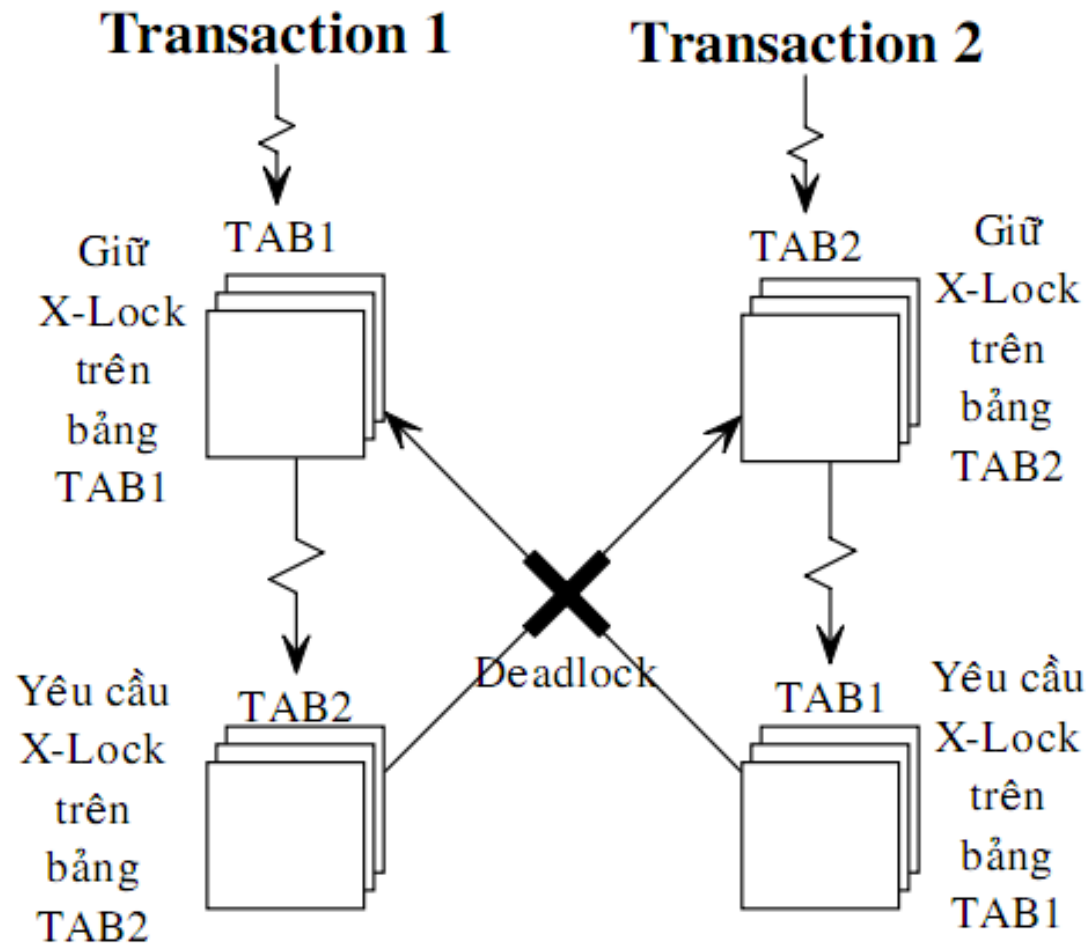 Transaction 1
Transaction 2
TAB1
Giữ
X-Lock
trên
bảng
TAB1
TAB2
Giữ
X-Lock
trên
bảng
TAB2
Deadlock
TAB2
Yêu cầu
X-Lock
trên
bảng
TAB2
TAB1
Yêu cầu
X-Lock
trên
bảng
TAB1